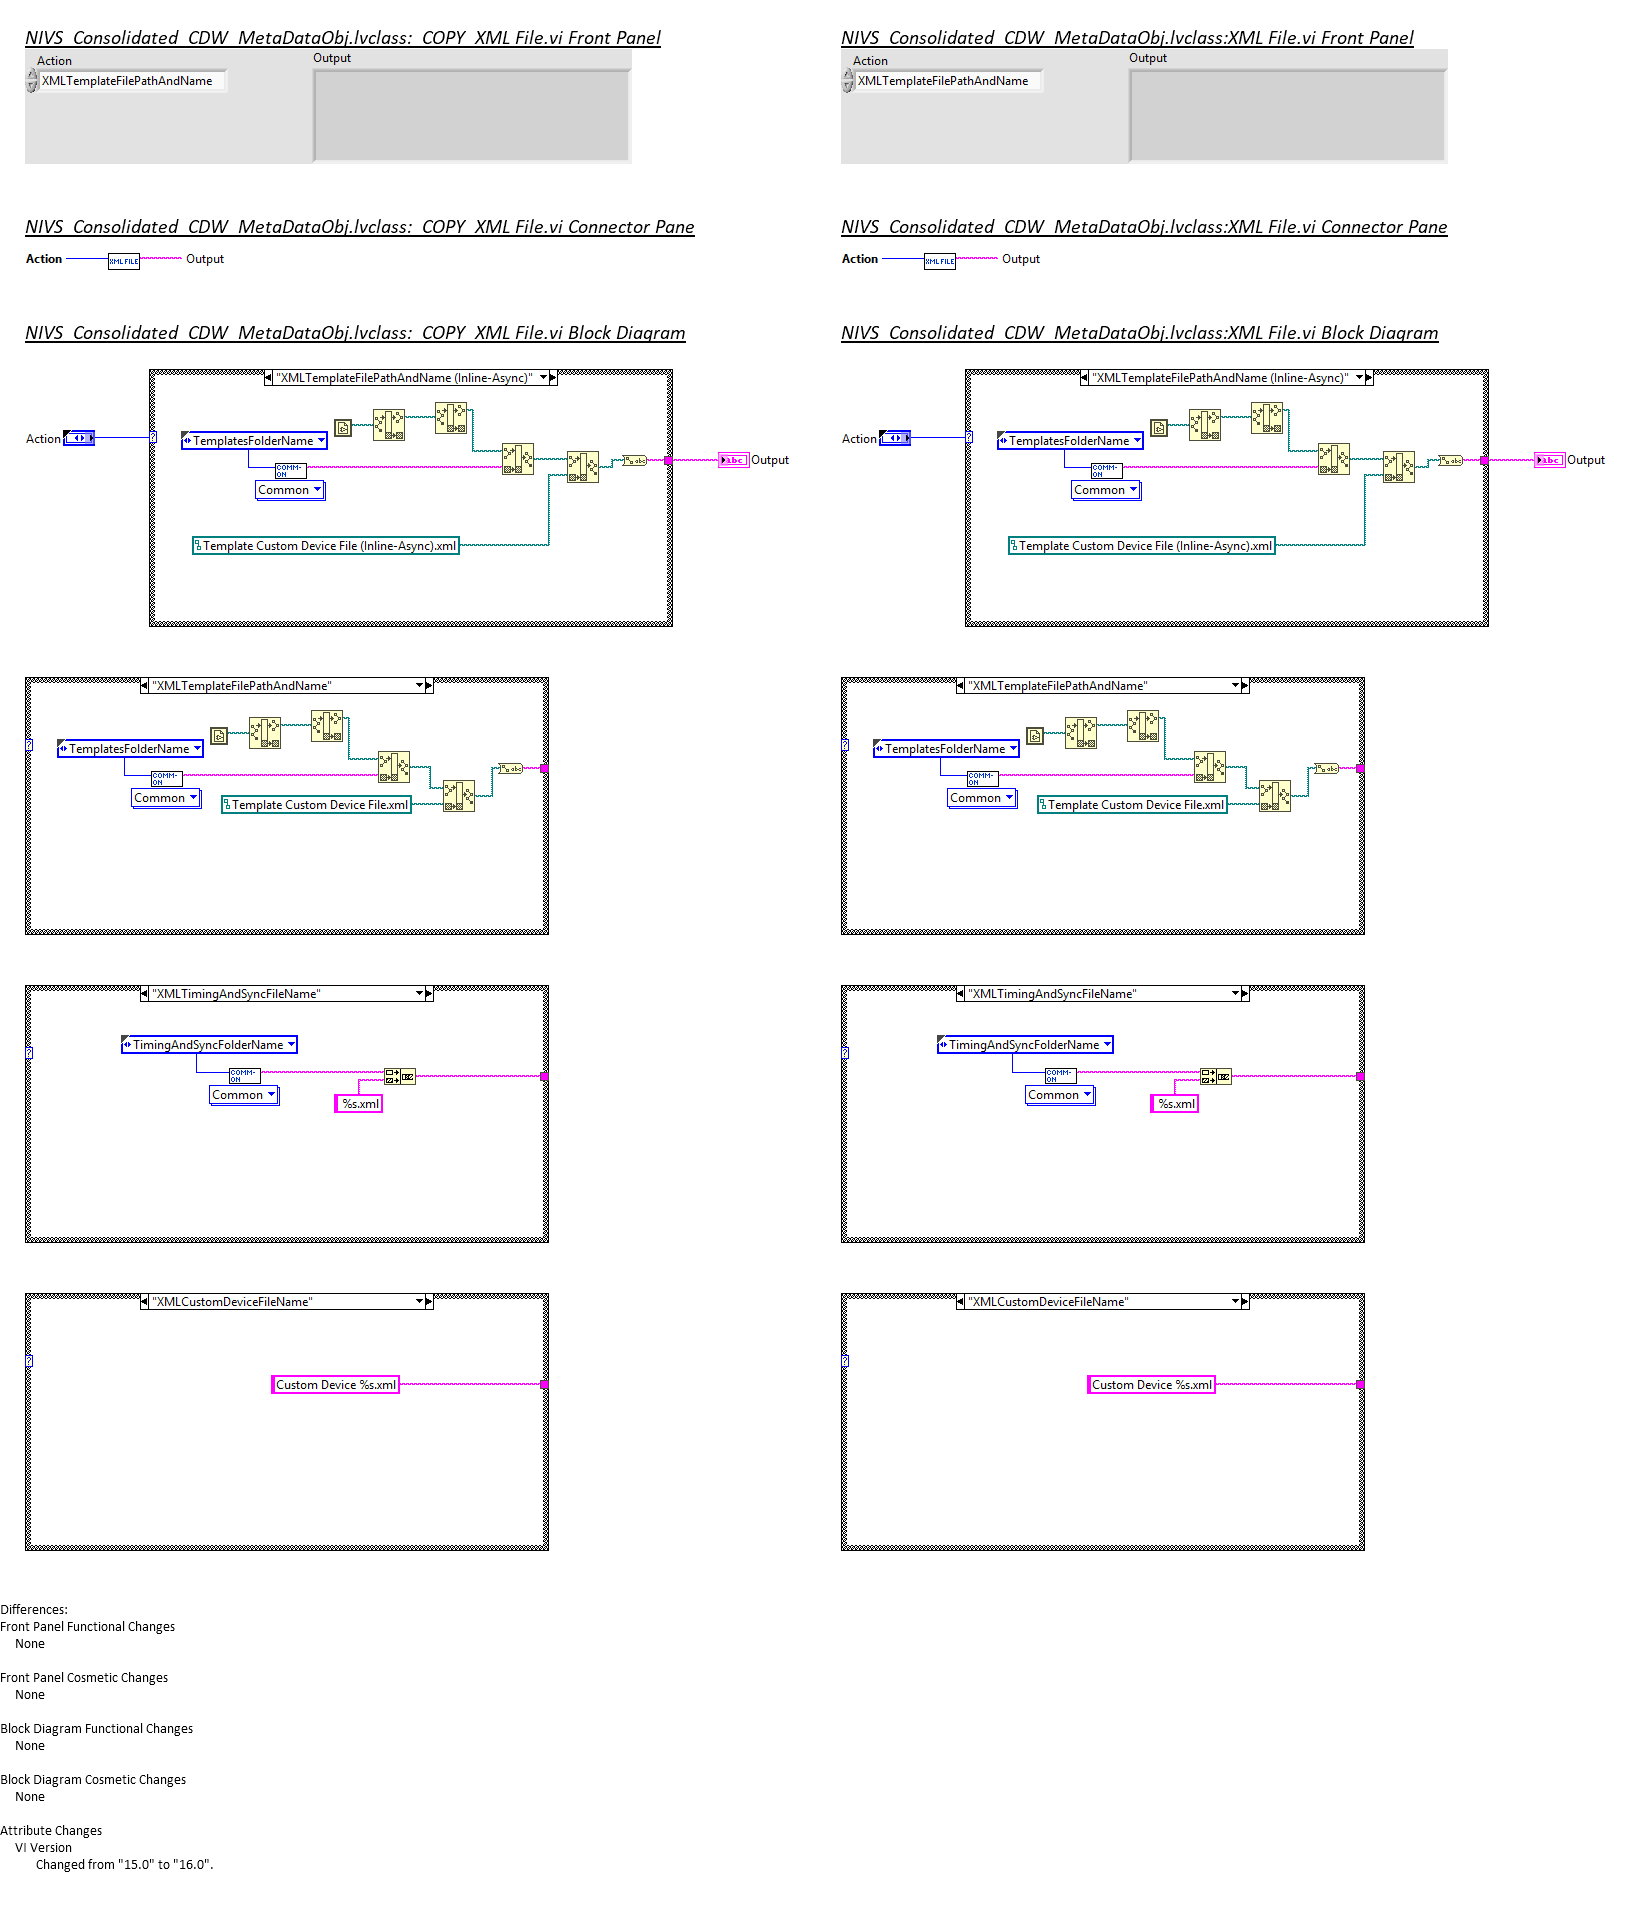 NIVS_Consolidated_CDW_MetaDataObj.lvclass:_COPY_XML File.vi Front Panel
Action
Output
XMLTemplateFilePathAndName
NIVS_Consolidated_CDW_MetaDataObj.lvclass:XML File.vi Front Panel
Action
Output
XMLTemplateFilePathAndName
NIVS_Consolidated_CDW_MetaDataObj.lvclass:_COPY_XML File.vi Connector Pane
Action XML FILE Output
NIVS_Consolidated_CDW_MetaDataObj.lvclass:XML File.vi Connector Pane
Action XML FILE Output
NIVS_Consolidated_CDW_MetaDataObj.lvclass:_COPY_XML File.vi Block Diagram
"XMLTemplateFilePathAndName (Inline-Async)"
Action
?
TemplatesFolderName
COMM-
ON
Common
abc
abc
Output
Template Custom Device File (Inline-Async).xml
NIVS_Consolidated_CDW_MetaDataObj.lvclass:XML File.vi Block Diagram
"XMLTemplateFilePathAndName (Inline-Async)"
Action
?
TemplatesFolderName
COMM-
ON
Common
abc
abc
Output
Template Custom Device File (Inline-Async).xml
"XMLTemplateFilePathAndName"
?
TemplatesFolderName
COMM-
ON
Common
abc
Template Custom Device File.xml
"XMLTemplateFilePathAndName"
?
TemplatesFolderName
COMM-
ON
Common
abc
Template Custom Device File.xml
"XMLTimingAndSyncFileName"
?
TimingAndSyncFolderName
COMM-
ON
Common
%s.xml
"XMLTimingAndSyncFileName"
?
TimingAndSyncFolderName
COMM-
ON
Common
%s.xml
"XMLCustomDeviceFileName"
?
Custom Device %s.xml
"XMLCustomDeviceFileName"
?
Custom Device %s.xml
Differences:
Front Panel Functional Changes
None
Front Panel Cosmetic Changes
None
Block Diagram Functional Changes
None
Block Diagram Cosmetic Changes
None
Attribute Changes
VI Version
Changed from "15.0" to "16.0".